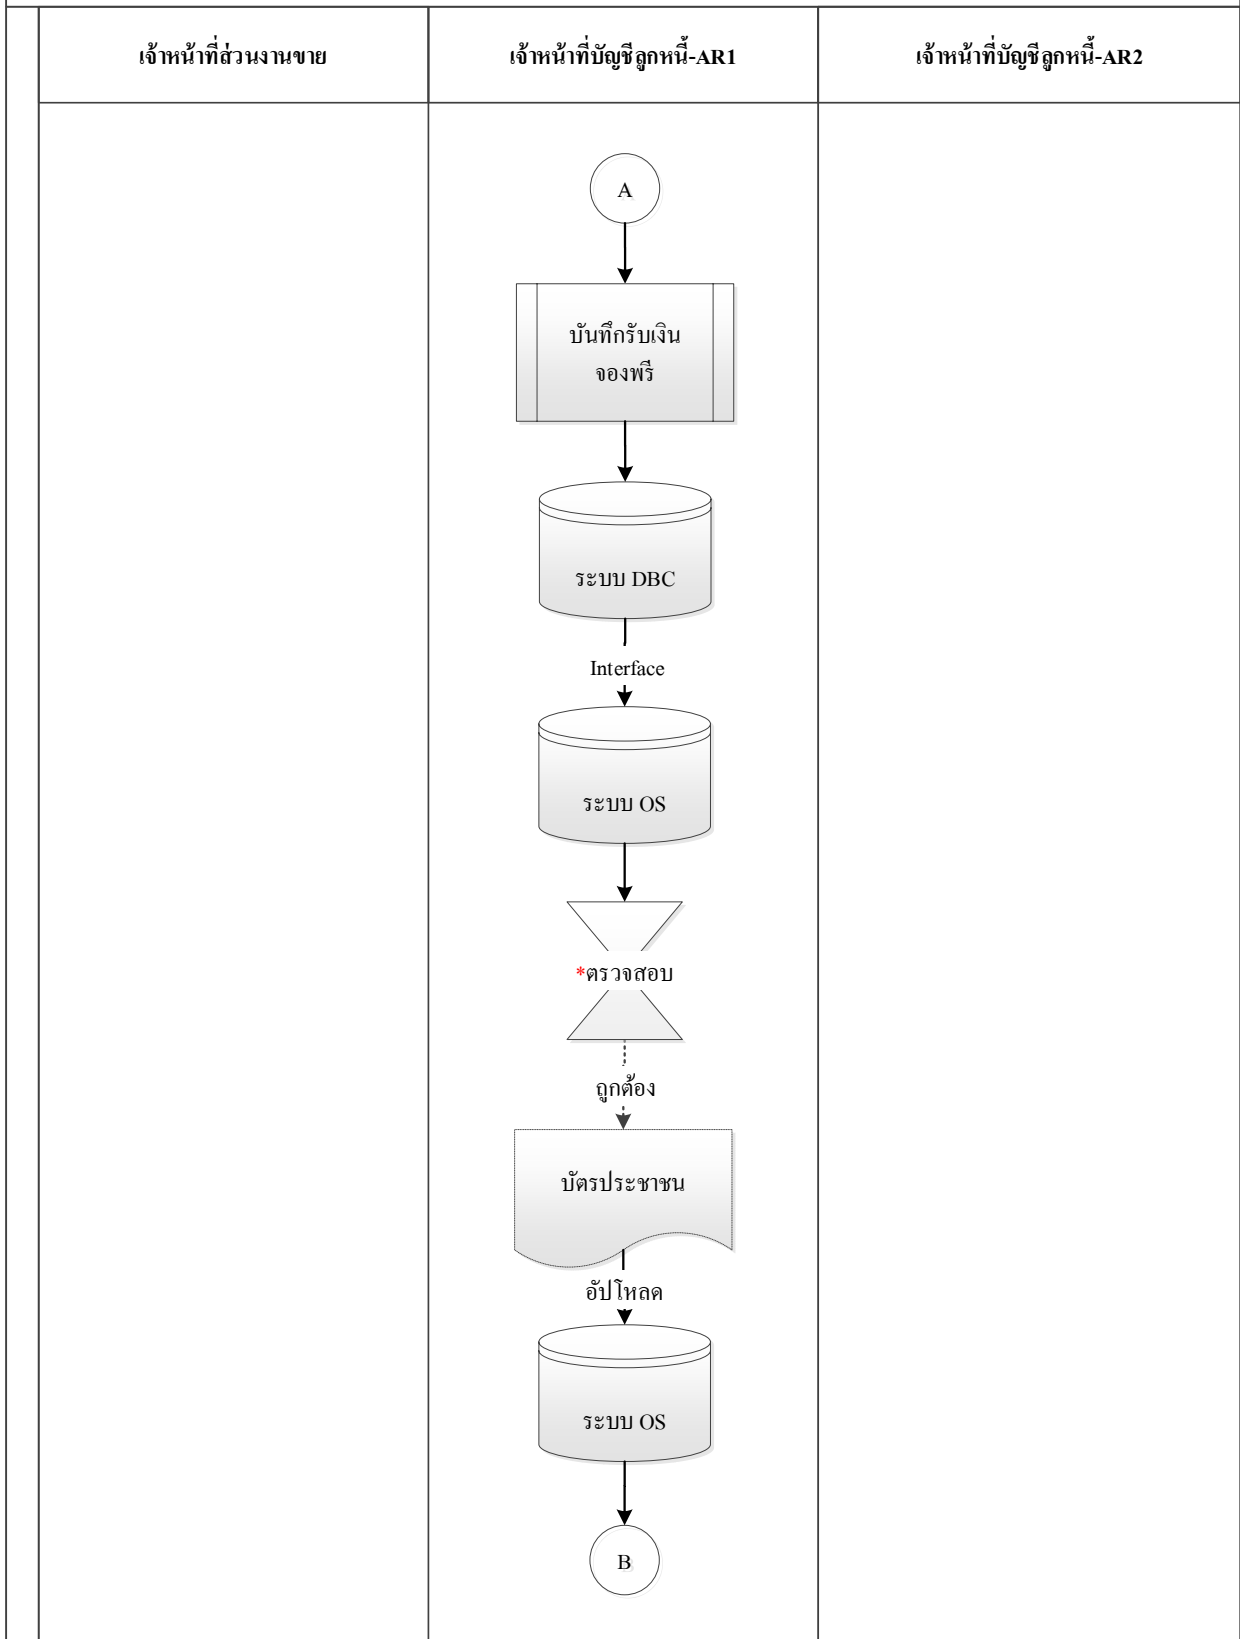 เจ้าหน้าที่ส่วนงานขาย
เจ้าหน้าที่บัญชีลูกหนี้-AR1
เจ้าหน้าที่บัญชีลูกหนี้-AR2
A
บันทึกรับเงิน
จองพรี
ระบบ DBC
Interface
ระบบ OS
*ตรวจสอบ
ถูกต้อง
บัตรประชาชน
อัปโหลด
ระบบ OS
B